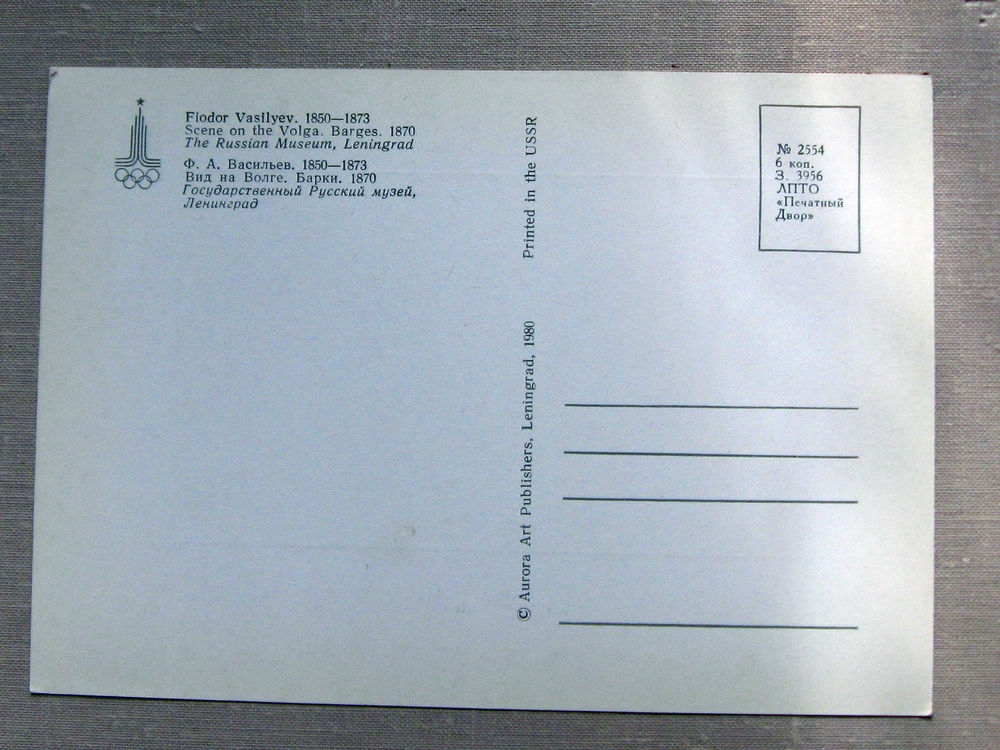 Fiodor Vasilyev. 1850—1873
Scene on the Volga. Barges. 1870
The Russian Museum, Leningrad
Ф. А. Васильев. 1850—1873
Вид на Волге. Барки. 1870
Государственный Русский музей,
Ленинград
© Aurora Art Publishers, Leningrad, 1980
Printed in the USSR
№ 2554
6 коп.
З. 3956
ЛПТО
«Печатный
Двор»